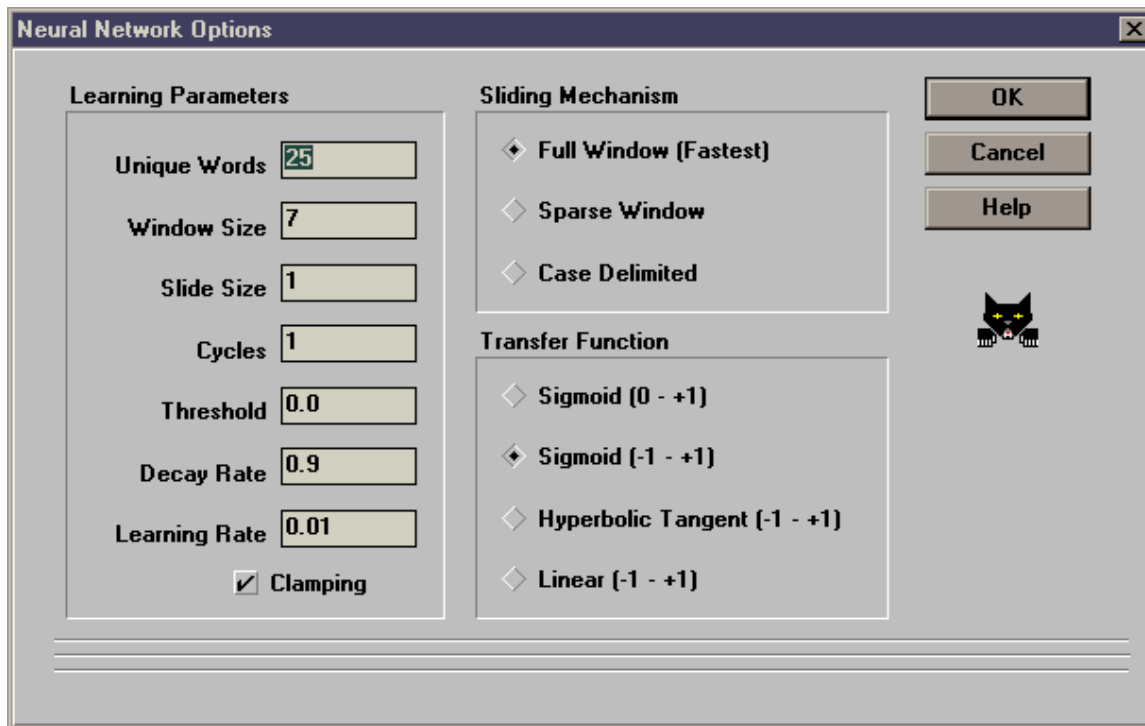 Neural Network Options
Learning Parameters
Unique Words 25
Window Size 7
Slide Size 1
Cycles 1
Threshold 0.0
Decay Rate 0.9
Learning Rate 0.01
Clamping
Sliding Mechanism
Full Window (Fastest)
Sparse Window
Case Delimited
Transfer Function
Sigmoid (0 - +1)
Sigmoid (-1 - +1)
Hyperbolic Tangent (-1 - +1)
Linear (-1 - +1)
OK
Cancel
Help